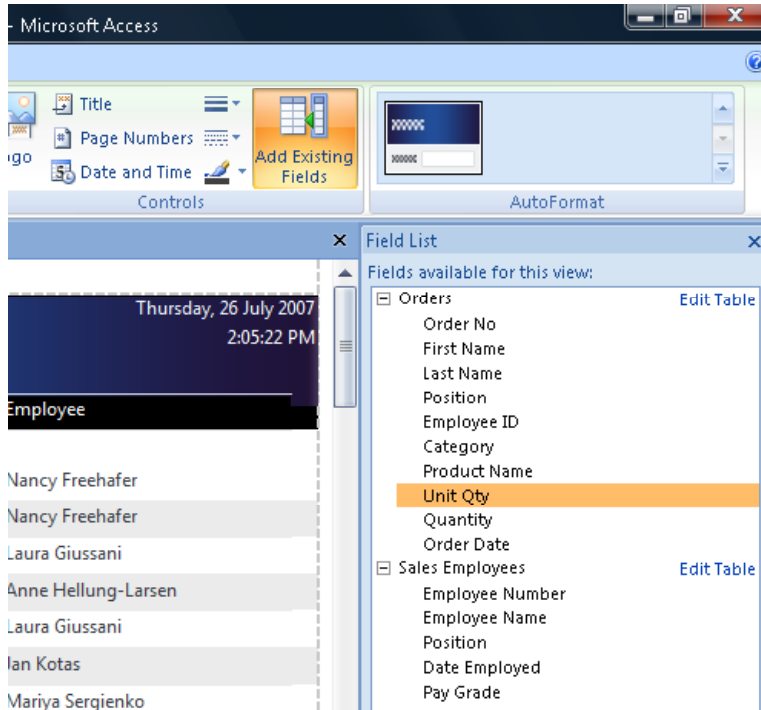 - Microsoft Access
Title
Page Numbers
ogo
Date and Time
Add Existing
Fields
Controls
xxxxx
xxxxx
AutoFormat
Thursday, 26 July 2007
2:05:22 PM
Employee
Nancy Freehafer
Nancy Freehafer
Laura Giussani
Anne Hellung-Larsen
Laura Giussani
Jan Kotas
Mariya Sergienko
Field List
Fields available for this view:
Orders Edit Table
Order No
First Name
Last Name
Position
Employee ID
Category
Product Name
Unit Qty
Quantity
Order Date
Sales Employees Edit Table
Employee Number
Employee Name
Position
Date Employed
Pay Grade